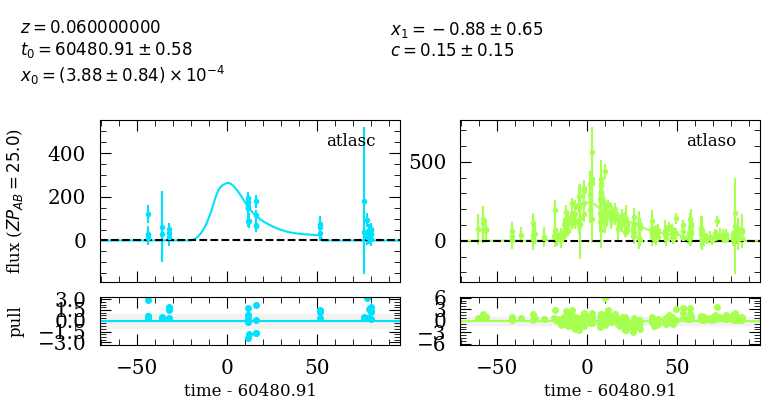 z = 0.060000000
t₀ = 60480.91 ± 0.58
x₀ = (3.88 ± 0.84) × 10⁻⁴
x₁ = −0.88 ± 0.65
c = 0.15 ± 0.15
flux (ZP_AB = 25.0)
400
200
0
atlasc
500
0
atlaso
pull
3.0
1.5
0.0
−1.5
−3.0
6
3
0
−3
−6
−50 0 50
−50 0 50
time - 60480.91
time - 60480.91